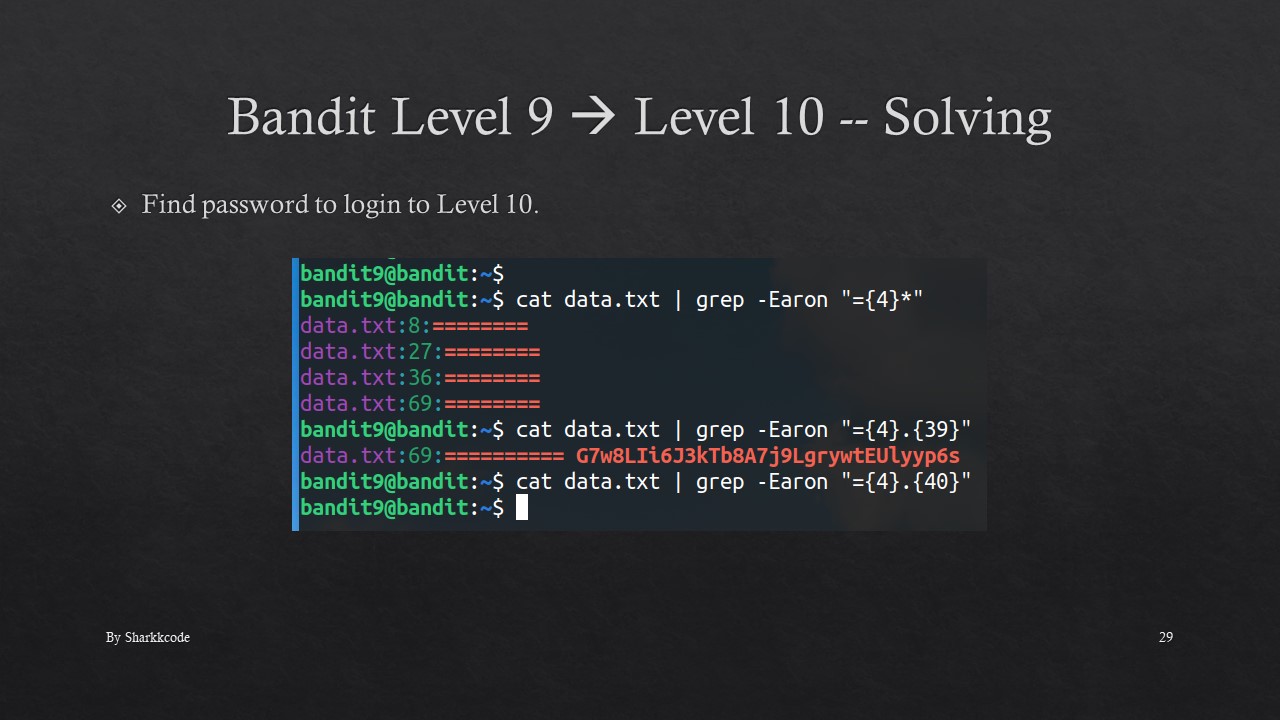 Bandit Level 9 → Level 10 -- Solving
Find password to login to Level 10.
bandit9@bandit:~$
bandit9@bandit:~$ cat data.txt | grep -Earon "={4}*"
data.txt:8:========
data.txt:27:========
data.txt:36:========
data.txt:69:========
bandit9@bandit:~$ cat data.txt | grep -Earon "={4}.{39}"
data.txt:69:========== G7w8LIi6J3kTb8A7j9LgrywtEUlyyp6s
bandit9@bandit:~$ cat data.txt | grep -Earon "={4}.{40}"
bandit9@bandit:~$
By Sharkkcode
29